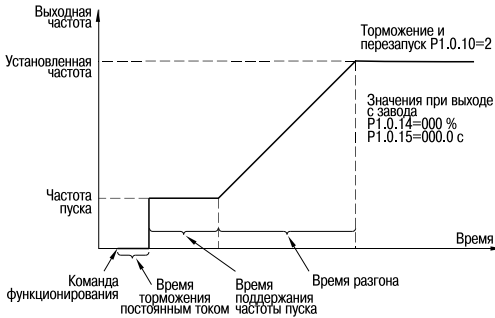 Выходная
частота
Торможение и
перезапуск P1.0.10=2
Установленная
частота
Значения при выходе
с завода
P1.0.14=000 %
P1.0.15=000.0 с
Частота
пуска
Время
Команда
функционирования
Время
торможения
постоянным током
Время
поддержания
частоты пуска
Время разгона